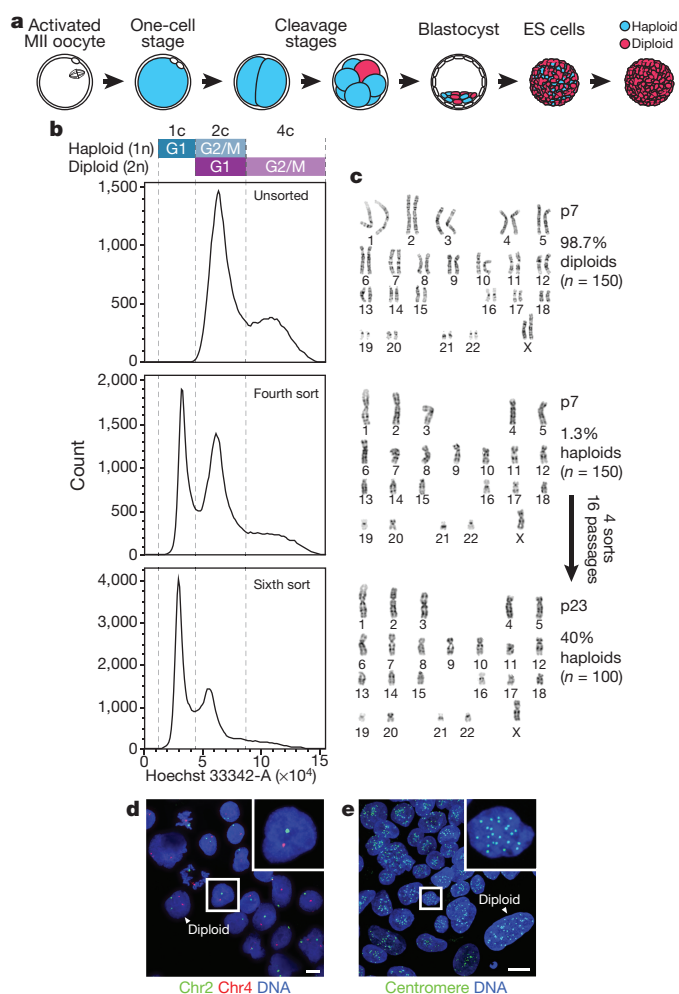 a
Activated MII oocyte
One-cell stage
Cleavage stages
Blastocyst
ES cells
Haploid
Diploid
b
1c 2c 4c
Haploid (1n) G1 G2/M
Diploid (2n) G1 G2/M
Unsorted
1,500
1,000
500
0
Fourth sort
2,000
1,500
1,000
500
0
Sixth sort
4,000
3,000
2,000
1,000
0
Count
0 5 10 15
Hoechst 33342-A (×10⁴)
c
1 2 3 4 5
6 7 8 9 10 11 12
13 14 15 16 17 18
19 20 21 22 X
p7
98.7%
diploids
(n = 150)
1 2 3 4 5
6 7 8 9 10 11 12
13 14 15 16 17 18
19 20 21 22 X
p7
1.3%
haploids
(n = 150)
4 sorts
16 passages
1 2 3 4 5
6 7 8 9 10 11 12
13 14 15 16 17 18
19 20 21 22 X
p23
40%
haploids
(n = 100)
d
Diploid
Chr2 Chr4 DNA
e
Diploid
Centromere DNA